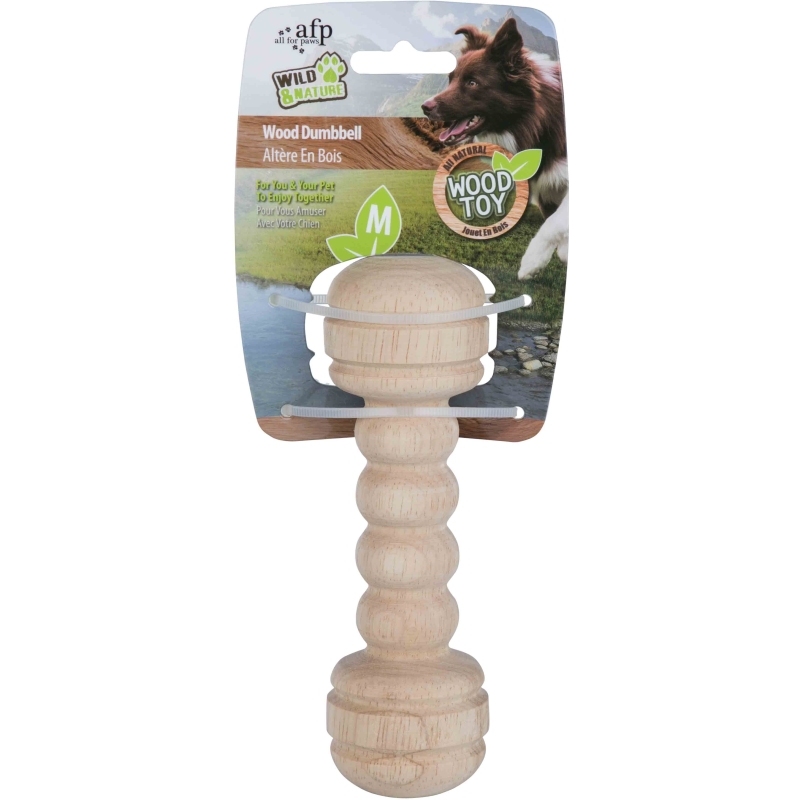 afp
all for paws
WILD
&NATURE
Wood Dumbbell
Altère En Bois
For You & Your Pet
To Enjoy Together
Pour Vous Amuser
Avec Votre Chien
M
All NATURAL
WOOD
TOY
Jouet En Bois